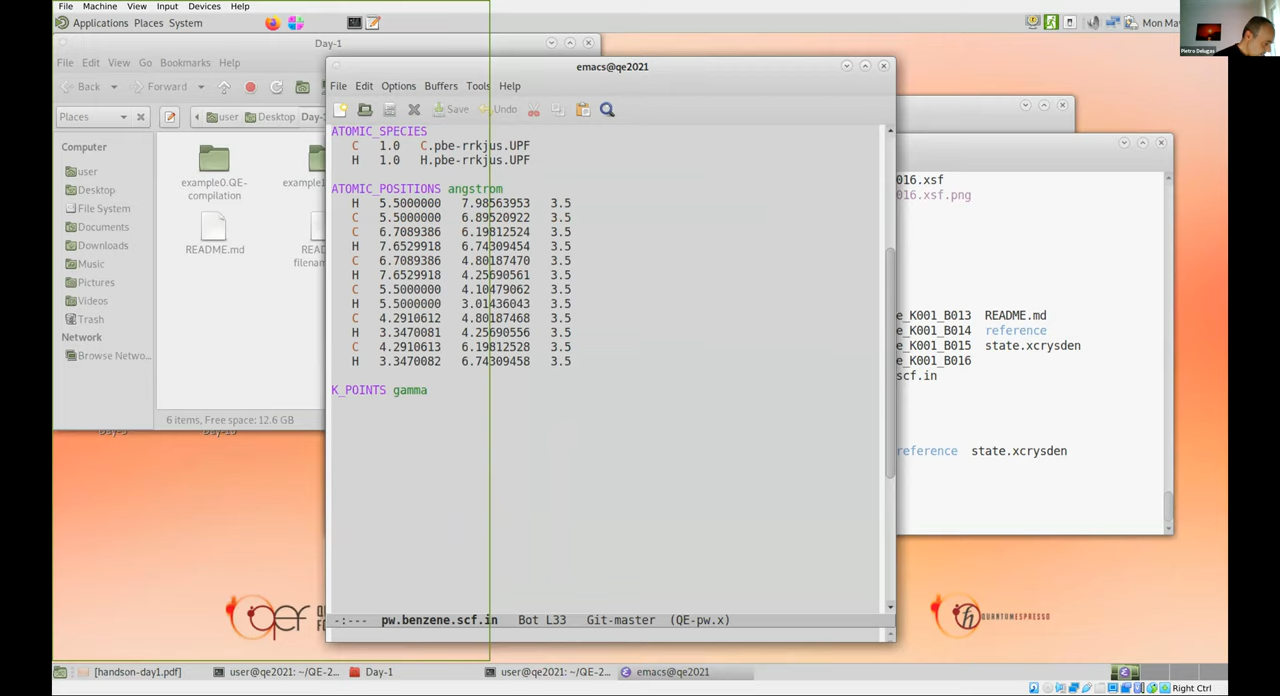 File Machine View Input Devices Help
Applications Places System
Mon May
Pietro Delugas
Day-1
File Edit View Go Bookmarks Help
Back Forward
Places
user Desktop Day-
Computer
user
Desktop
File System
Documents
Downloads
Music
Pictures
Videos
Trash
Network
Browse Netwo...
example0.QE-
compilation
example1
README.md
READ
filenam
6 items, Free space: 12.6 GB
emacs@qe2021
File Edit Options Buffers Tools Help
Save Undo
ATOMIC_SPECIES
C 1.0 C.pbe-rrkjus.UPF
H 1.0 H.pbe-rrkjus.UPF
ATOMIC_POSITIONS angstrom
H 5.5000000 7.98563953 3.5
C 5.5000000 6.89520922 3.5
C 6.7089386 6.19812524 3.5
H 7.6529918 6.74309454 3.5
C 6.7089386 4.80187470 3.5
H 7.6529918 4.25690561 3.5
C 5.5000000 4.10479062 3.5
H 5.5000000 3.01436043 3.5
C 4.2910612 4.80187468 3.5
H 3.3470081 4.25690556 3.5
C 4.2910613 6.19812528 3.5
H 3.3470082 6.74309458 3.5
K_POINTS gamma
-:--- pw.benzene.scf.in Bot L33 Git-master (QE-pw.x)
016.xsf
016.xsf.png
e_K001_B013 README.md
e_K001_B014 reference
e_K001_B015 state.xcrysden
e_K001_B016
scf.in
reference state.xcrysden
QUANTUMESPRESSO
[handson-day1.pdf] user@qe2021: ~/QE-2... Day-1 user@qe2021: ~/QE-2... emacs@qe2021
Right Ctrl